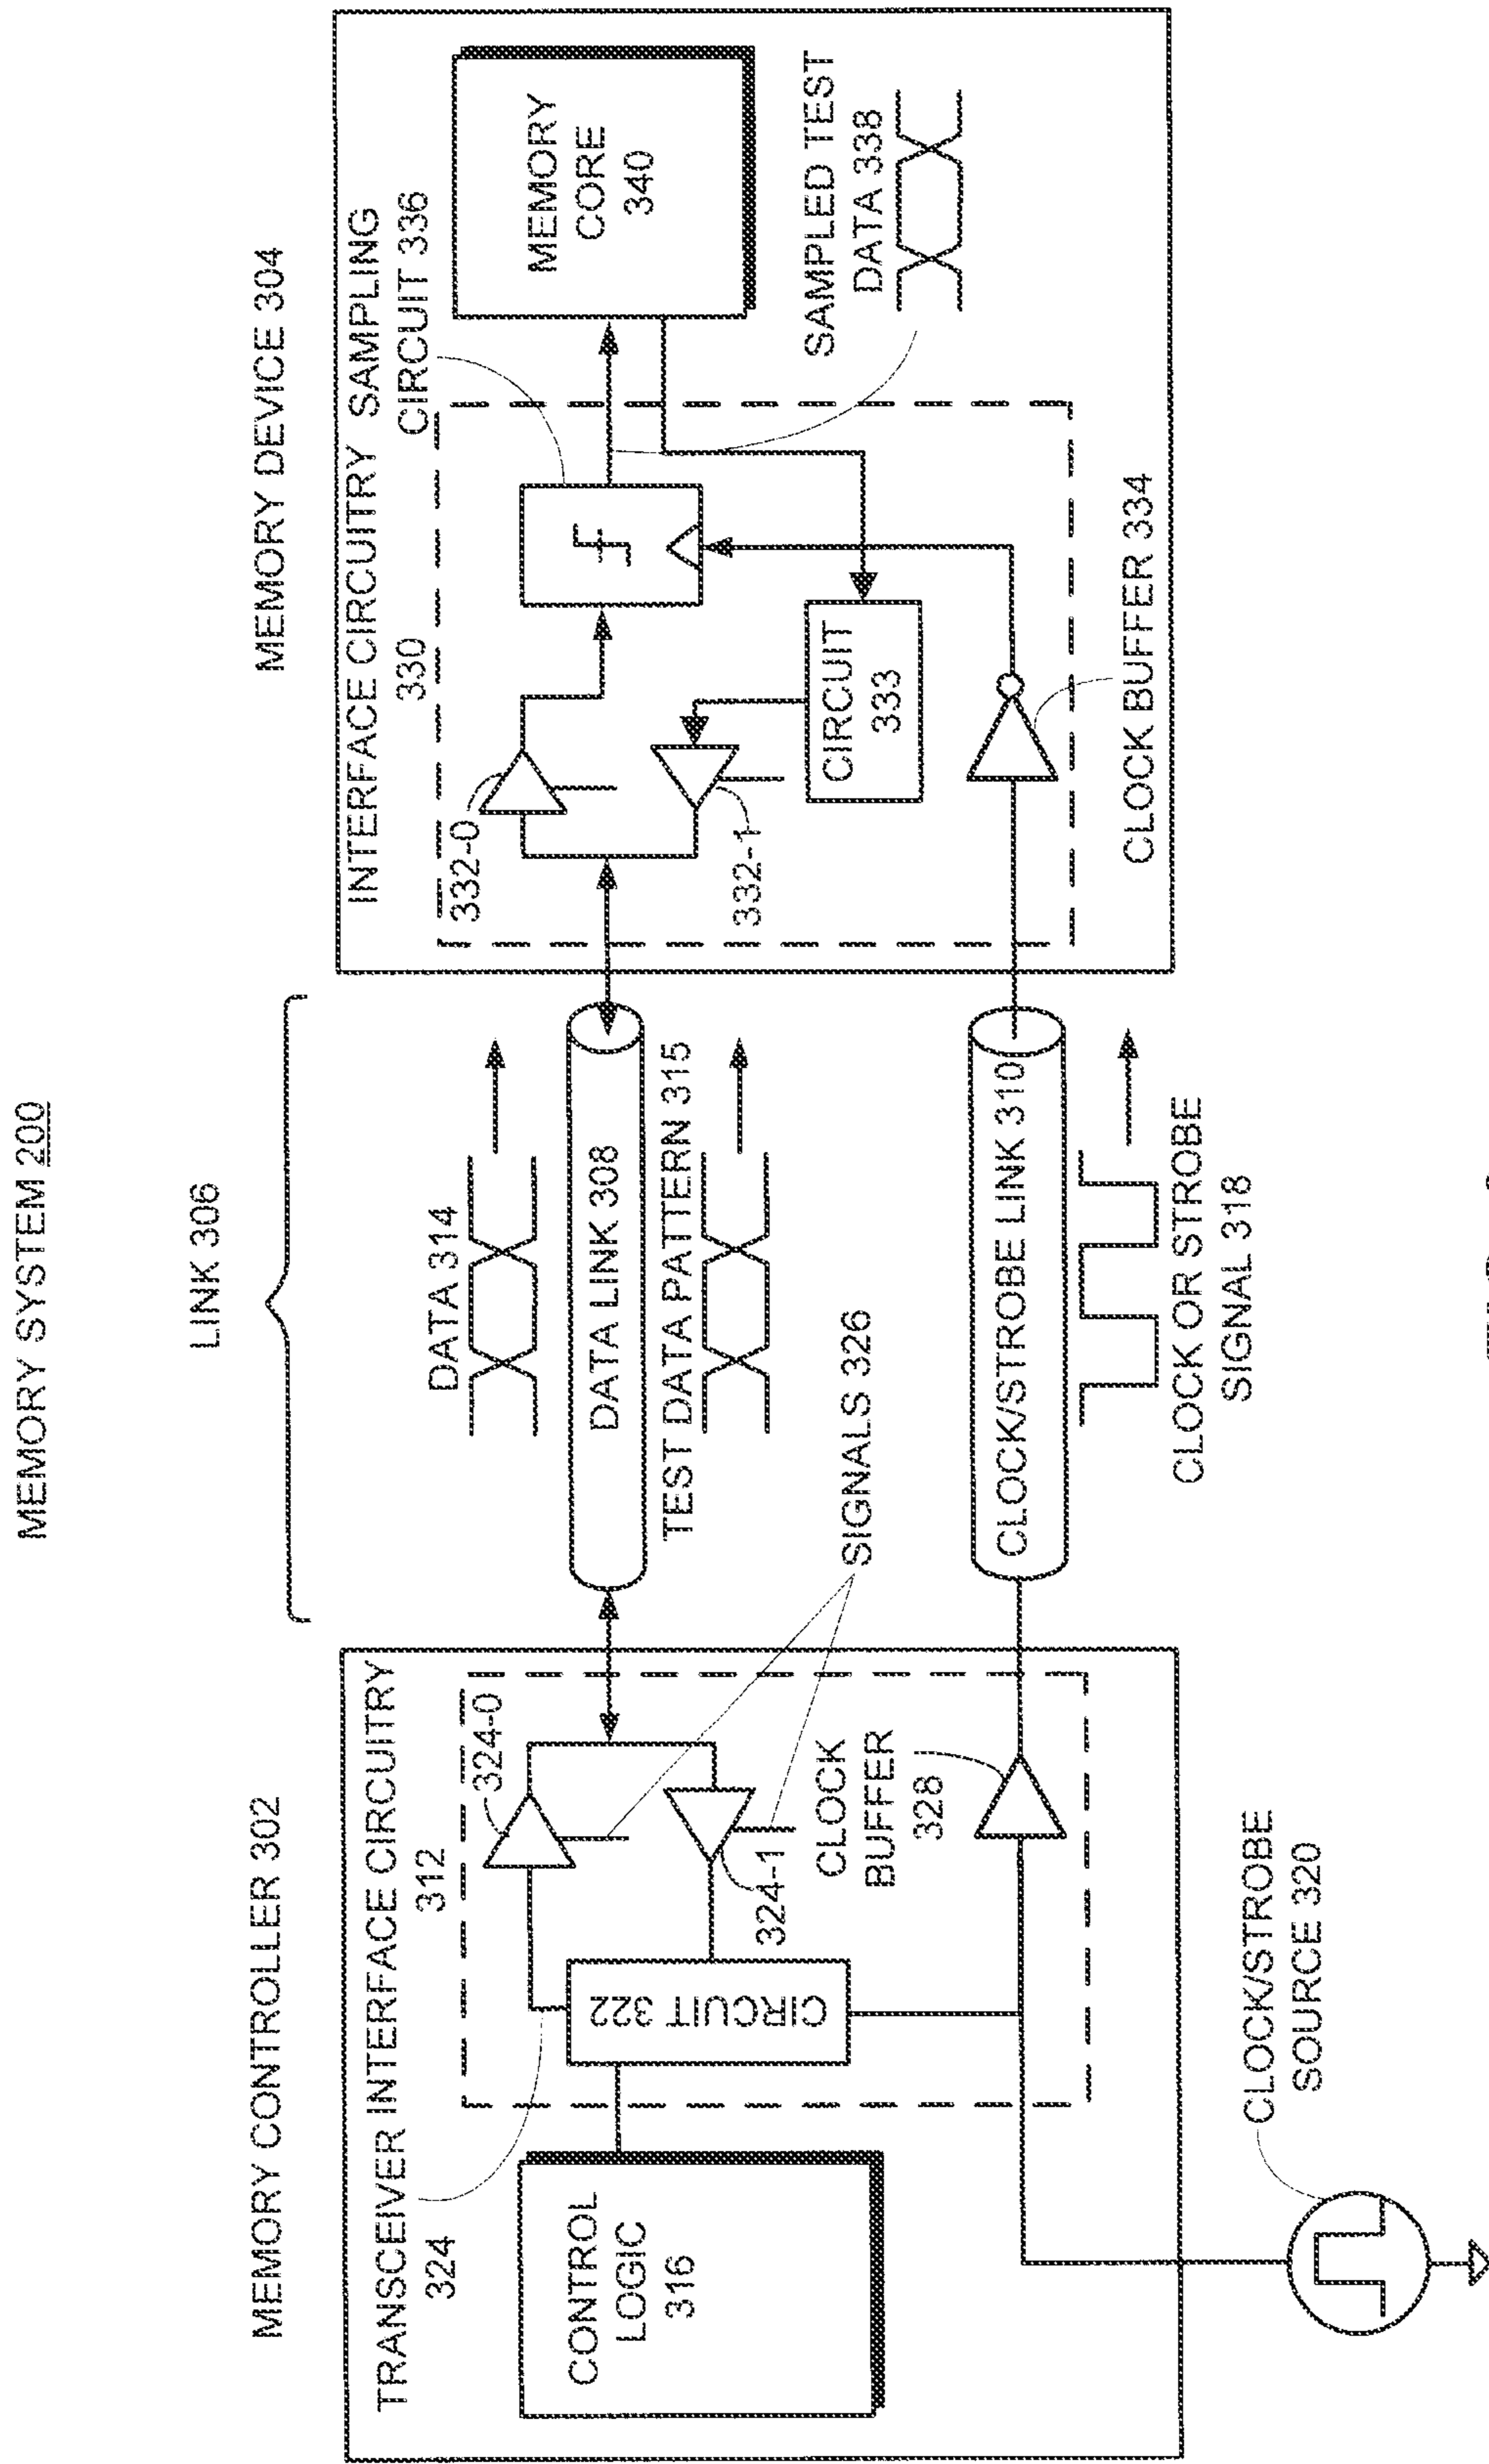 MEMORY SYSTEM 200
LINK 306
MEMORY CONTROLLER 302
MEMORY DEVICE 304
TRANSCEIVER INTERFACE CIRCUITRY
324
312
324-0
CONTROL
LOGIC
316
CIRCUIT 322
324-1
CLOCK
BUFFER
328
CLOCK/STROBE
SOURCE 320
DATA 314
DATA LINK 308
TEST DATA PATTERN 315
SIGNALS 326
CLOCK/STROBE LINK 310
CLOCK OR STROBE
SIGNAL 318
INTERFACE CIRCUITRY
330
SAMPLING
CIRCUIT 336
332-0
332-1
CIRCUIT
333
CLOCK BUFFER 334
MEMORY
CORE
340
SAMPLED TEST
DATA 338